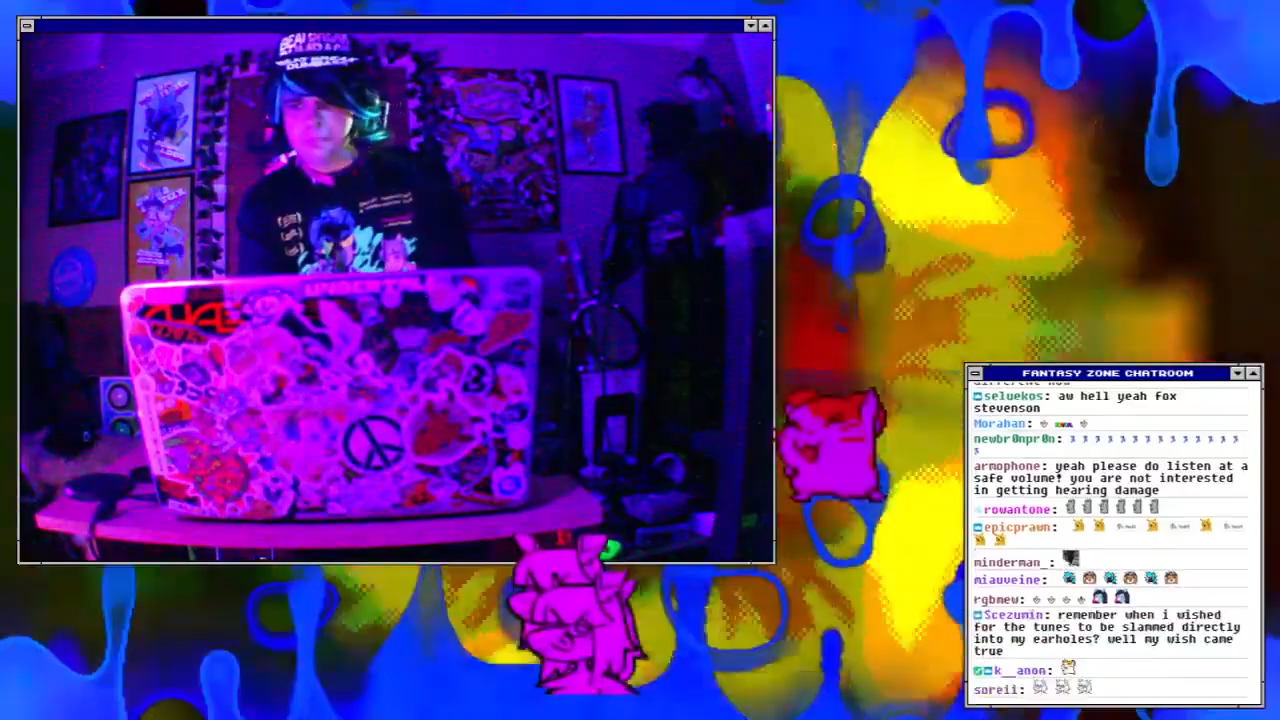 UNDERTALE
FANTASY ZONE CHATROOM
seluekos: aw hell yeah fox
stevenson
Morahan:
newbr0npr0n:
armophone: yeah please do listen at a
safe volume! you are not interested
in getting hearing damage
rowantone:
epicprawn:
minderman_:
miauveine:
rgbmew:
Scezumin: remember when i wished
for the tunes to be slammed directly
into my earholes? well my wish came
true
k__anon:
soreii: